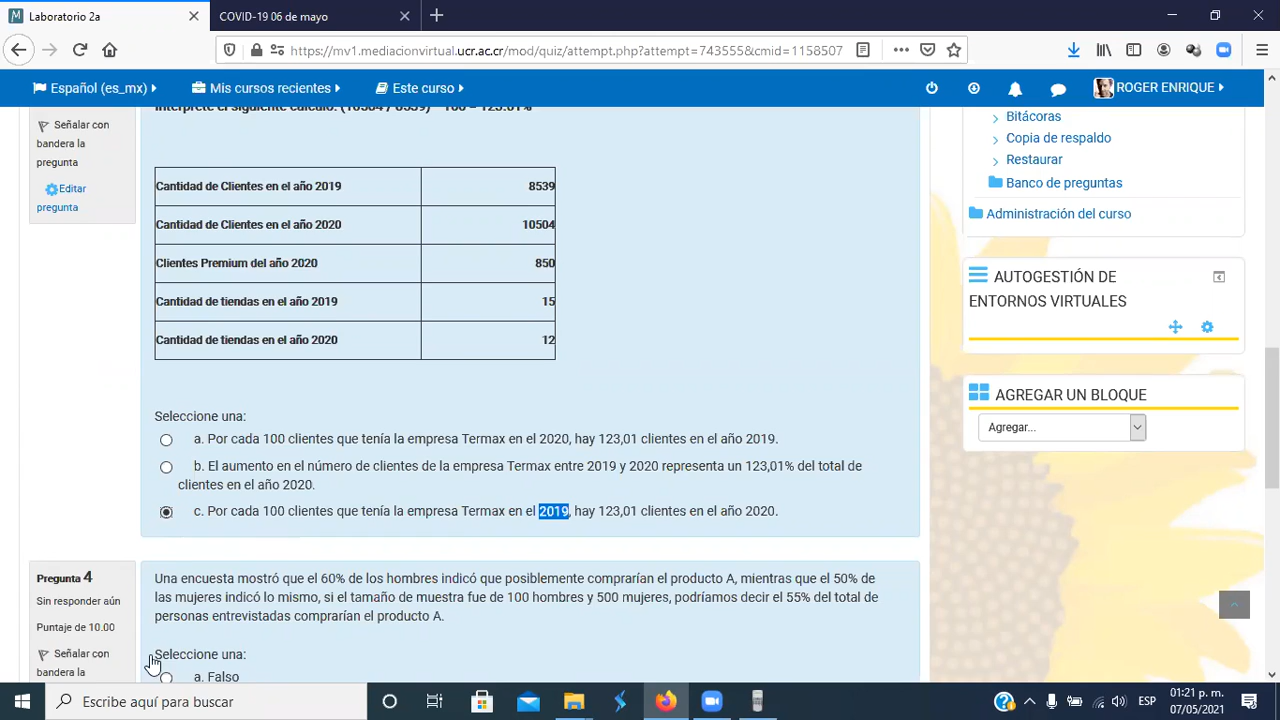 Laboratorio 2a
COVID-19 06 de mayo
https://mv1.mediacionvirtual.ucr.ac.cr/mod/quiz/attempt.php?attempt=743555&cmid=1158507
Español (es_mx)
Mis cursos recientes
Este curso
ROGER ENRIQUE
Interprete el siguiente cálculo: (10504 / 8539) * 100 = 123.01%
Señalar con
bandera la
pregunta
Editar
pregunta
Cantidad de Clientes en el año 2019 8539
Cantidad de Clientes en el año 2020 10504
Clientes Premium del año 2020 850
Cantidad de tiendas en el año 2019 15
Cantidad de tiendas en el año 2020 12
Seleccione una:
a. Por cada 100 clientes que tenía la empresa Termax en el 2020, hay 123,01 clientes en el año 2019.
b. El aumento en el número de clientes de la empresa Termax entre 2019 y 2020 representa un 123,01% del total de
clientes en el año 2020.
c. Por cada 100 clientes que tenía la empresa Termax en el 2019, hay 123,01 clientes en el año 2020.
Pregunta 4
Sin responder aún
Puntaje de 10.00
Señalar con
bandera la
Una encuesta mostró que el 60% de los hombres indicó que posiblemente comprarían el producto A, mientras que el 50% de
las mujeres indicó lo mismo, si el tamaño de muestra fue de 100 hombres y 500 mujeres, podríamos decir el 55% del total de
personas entrevistadas comprarían el producto A.
Seleccione una:
a. Falso
Bitácoras
Copia de respaldo
Restaurar
Banco de preguntas
Administración del curso
AUTOGESTIÓN DE
ENTORNOS VIRTUALES
AGREGAR UN BLOQUE
Agregar...
Escribe aquí para buscar
ESP
01:21 p. m.
07/05/2021